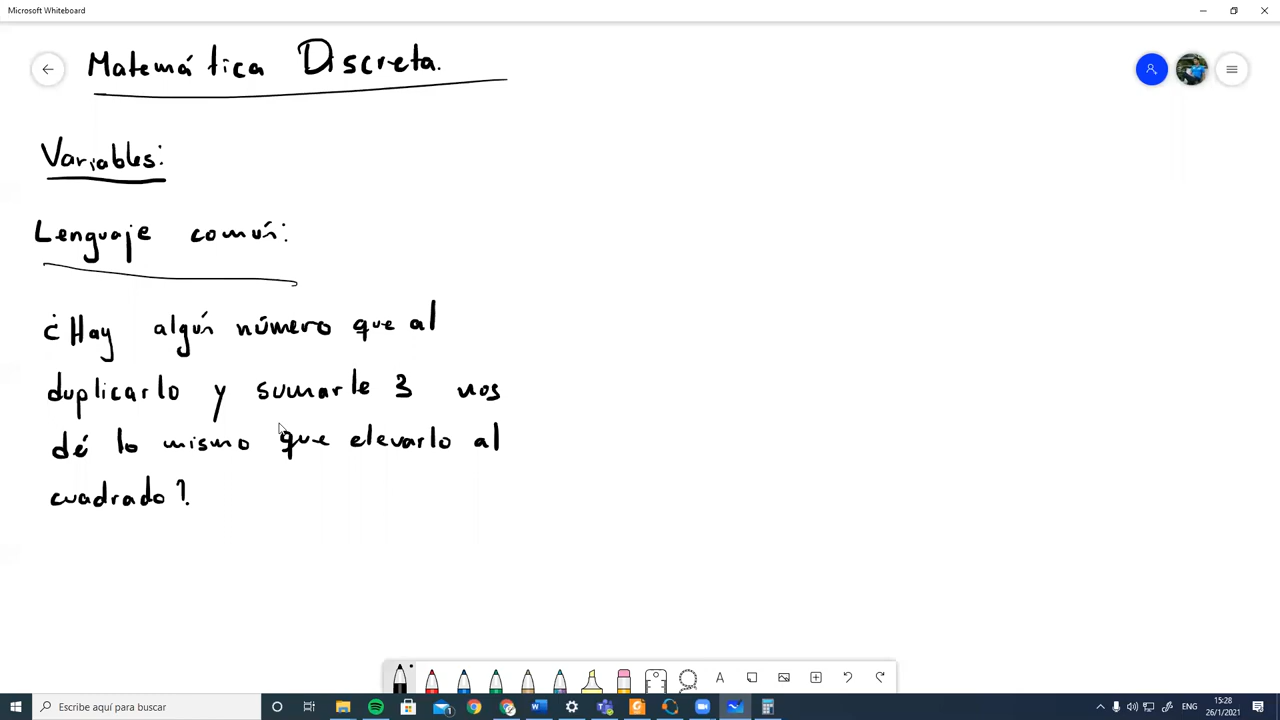 Microsoft Whiteboard
Matemática Discreta.
Variables:
Lenguaje común:
¿Hay algún número que al
duplicarlo y sumarle 3 nos
dé lo mismo que elevarlo al
cuadrado?
Escribe aquí para buscar
ENG
15:28
26/1/2021